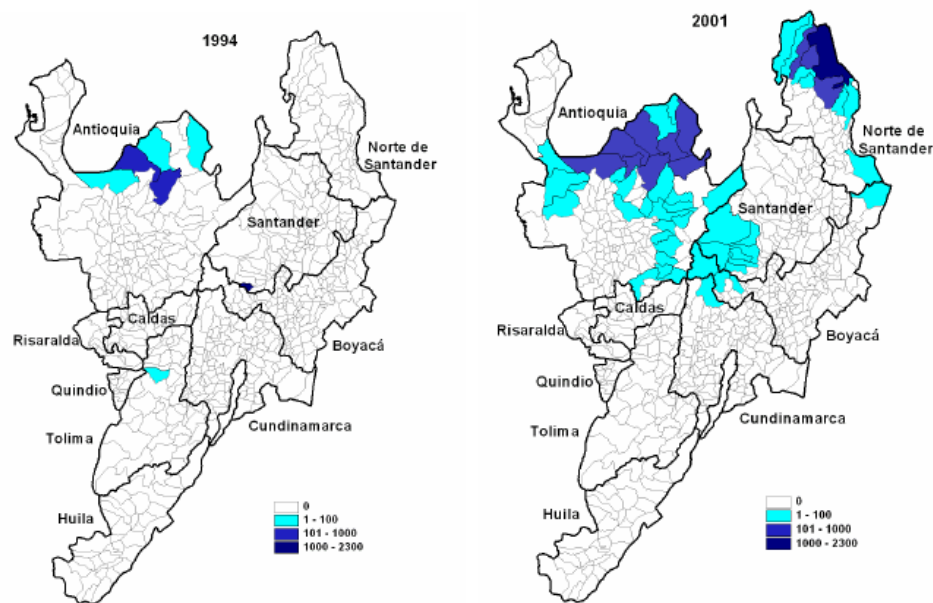 1994
Antioquia
Norte de
Santander
Santander
Caldas
Risaralda
Boyacá
Quindio
Cundinamarca
Tolima
Huila
0
1 - 100
101 - 1000
1000 - 2300
2001
Antioquia
Norte de
Santander
Santander
Caldas
Risaralda
Boyacá
Quindio
Cundinamarca
Tolima
Huila
0
1 - 100
101 - 1000
1000 - 2300